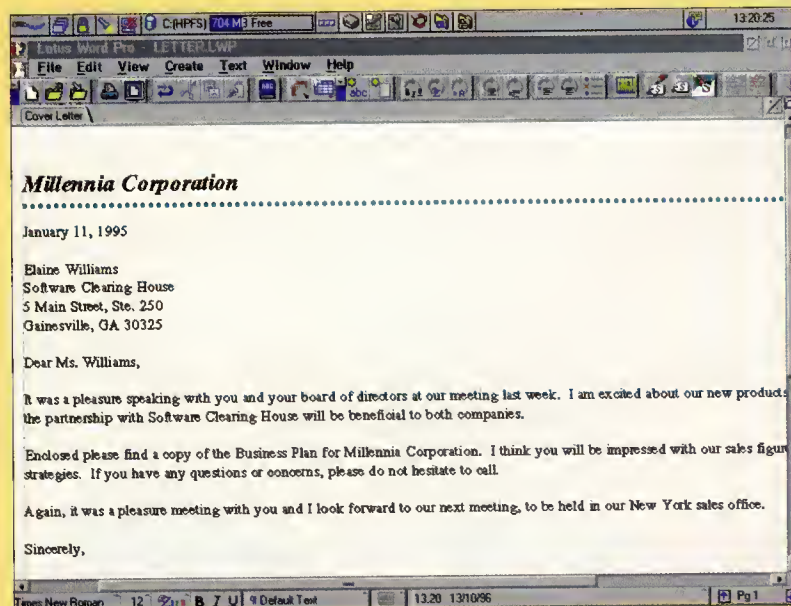 C:(HPFS) 704 MB Free 13:20:25
Lotus Word Pro - LETTER.LWP
File Edit View Create Text Window Help
abc
Cover Letter
Millennia Corporation
January 11, 1995
Elaine Williams
Software Clearing House
5 Main Street, Ste. 250
Gainesville, GA 30325
Dear Ms. Williams,
It was a pleasure speaking with you and your board of directors at our meeting last week. I am excited about our new products
the partnership with Software Clearing House will be beneficial to both companies.
Enclosed please find a copy of the Business Plan for Millennia Corporation. I think you will be impressed with our sales figur
strategies. If you have any questions or concerns, please do not hesitate to call.
Again, it was a pleasure meeting with you and I look forward to our next meeting, to be held in our New York sales office.
Sincerely,
Times New Roman 12 B I U Default Text 13.20 13/10/96 Pg 1